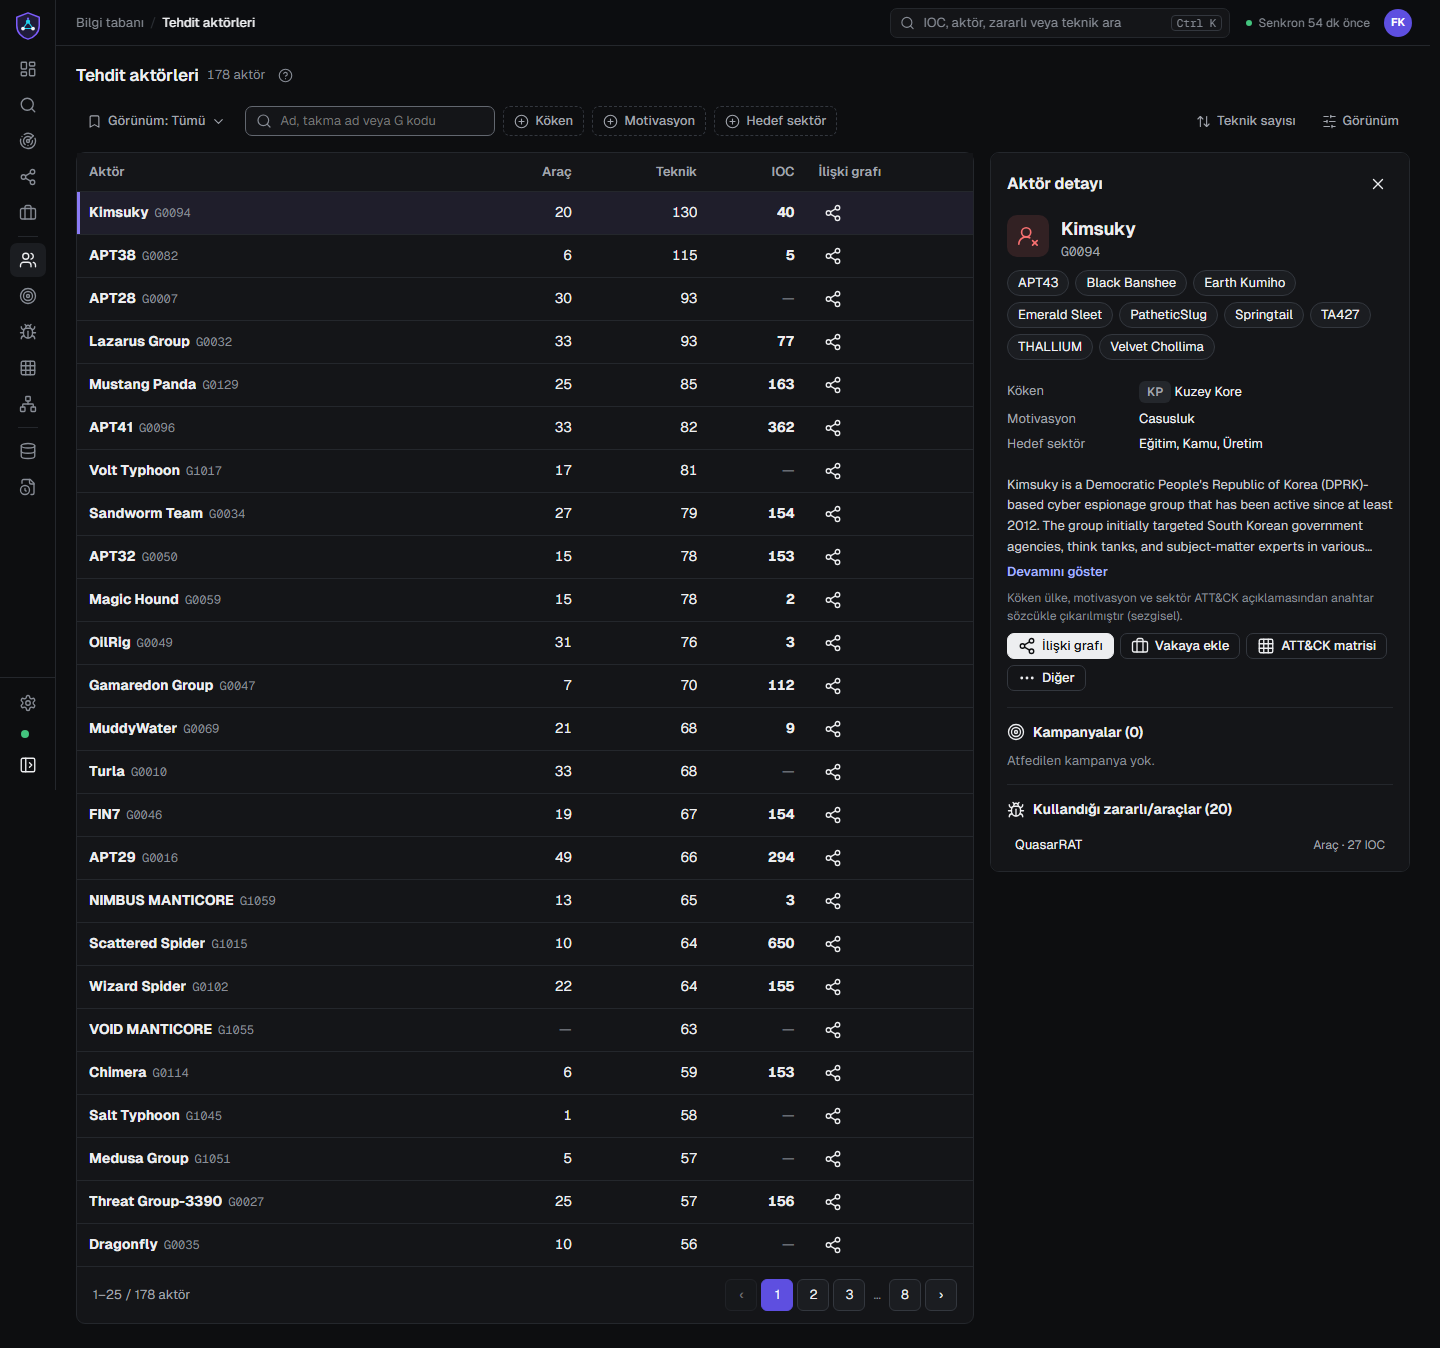 Bilgi tabanı / Tehdit aktörleri
IOC, aktör, zararlı veya teknik ara Ctrl K
Senkron 54 dk önce
FK
Tehdit aktörleri 178 aktör
Görünüm: Tümü
Ad, takma ad veya G kodu
Köken
Motivasyon
Hedef sektör
Teknik sayısı
Görünüm
Aktör Araç Teknik IOC İlişki grafı
Kimsuky G0094 20 130 40
APT38 G0082 6 115 5
APT28 G0007 30 93 —
Lazarus Group G0032 33 93 77
Mustang Panda G0129 25 85 163
APT41 G0096 33 82 362
Volt Typhoon G1017 17 81 —
Sandworm Team G0034 27 79 154
APT32 G0050 15 78 153
Magic Hound G0059 15 78 2
OilRig G0049 31 76 3
Gamaredon Group G0047 7 70 112
MuddyWater G0069 21 68 9
Turla G0010 33 68 —
FIN7 G0046 19 67 154
APT29 G0016 49 66 294
NIMBUS MANTICORE G1059 13 65 3
Scattered Spider G1015 10 64 650
Wizard Spider G0102 22 64 155
VOID MANTICORE G1055 — 63 —
Chimera G0114 6 59 153
Salt Typhoon G1045 1 58 —
Medusa Group G1051 5 57 —
Threat Group-3390 G0027 25 57 156
Dragonfly G0035 10 56 —
1–25 / 178 aktör
‹ 1 2 3 … 8 ›
Aktör detayı
Kimsuky
G0094
APT43 Black Banshee Earth Kumiho
Emerald Sleet PatheticSlug Springtail TA427
THALLIUM Velvet Chollima
Köken KP Kuzey Kore
Motivasyon Casusluk
Hedef sektör Eğitim, Kamu, Üretim
Kimsuky is a Democratic People's Republic of Korea (DPRK)-
based cyber espionage group that has been active since at least
2012. The group initially targeted South Korean government
agencies, think tanks, and subject-matter experts in various…
Devamını göster
Köken ülke, motivasyon ve sektör ATT&CK açıklamasından anahtar
sözcükle çıkarılmıştır (sezgisel).
İlişki grafı Vakaya ekle ATT&CK matrisi
Diğer
Kampanyalar (0)
Atfedilen kampanya yok.
Kullandığı zararlı/araçlar (20)
QuasarRAT Araç · 27 IOC